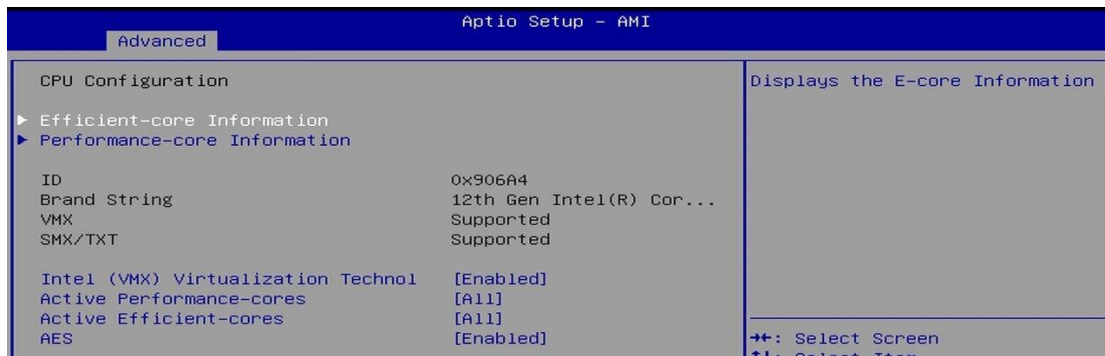 Aptio Setup - AMI
Advanced
CPU Configuration
Efficient-core Information
Performance-core Information
ID 0x906A4
Brand String 12th Gen Intel(R) Cor...
VMX Supported
SMX/TXT Supported
Intel (VMX) Virtualization Technol [Enabled]
Active Performance-cores [All]
Active Efficient-cores [All]
AES [Enabled]
Displays the E-core Information
→←: Select Screen
↑↓: Select Item